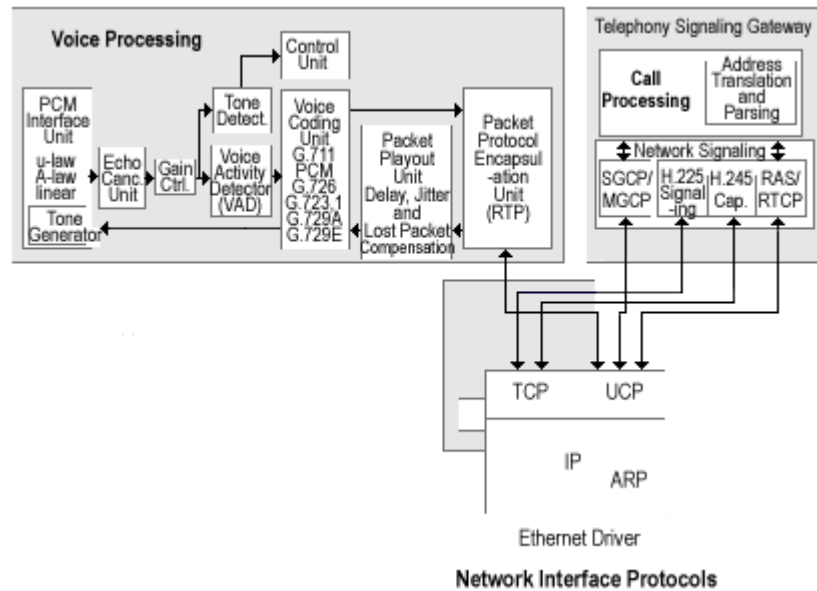 Voice Processing
Control
Unit
PCM
Interface
Unit
u-law
A-law
linear
Tone
Generator
Echo
Canc.
Unit
Gain
Ctrl.
Tone
Detect.
Voice
Activity
Detector
(VAD)
Voice
Coding
Unit
G.711
PCM
G.726
G.723.1
G.729A
G.729E
Packet
Playout
Unit
Delay, Jitter
and
Lost Packet
Compensation
Packet
Protocol
Encapsul
-ation
Unit
(RTP)
Telephony Signaling Gateway
Call
Processing
Address
Translation
and
Parsing
Network Signaling
SGCP/
MGCP
H.225
Signal
-ing
H.245
Cap.
RAS/
RTCP
TCP
UCP
IP
ARP
Ethernet Driver
Network Interface Protocols